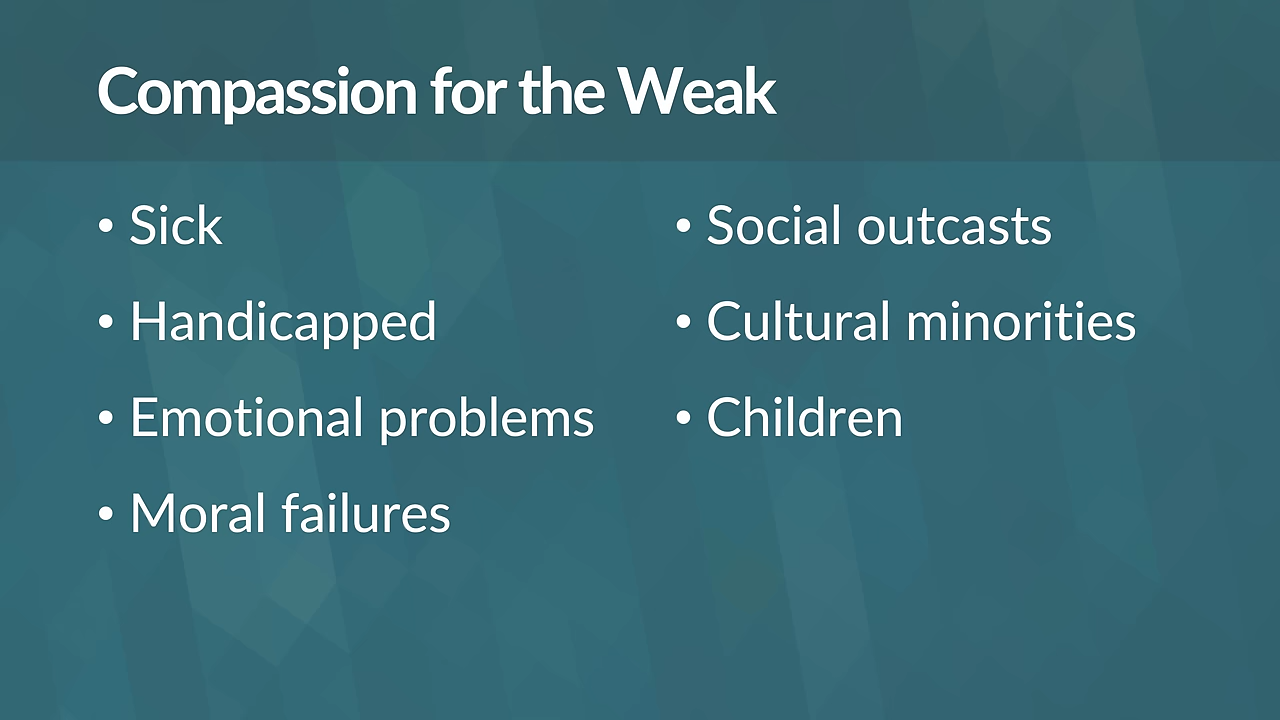 Compassion for the Weak
• Sick
• Handicapped
• Emotional problems
• Moral failures
• Social outcasts
• Cultural minorities
• Children